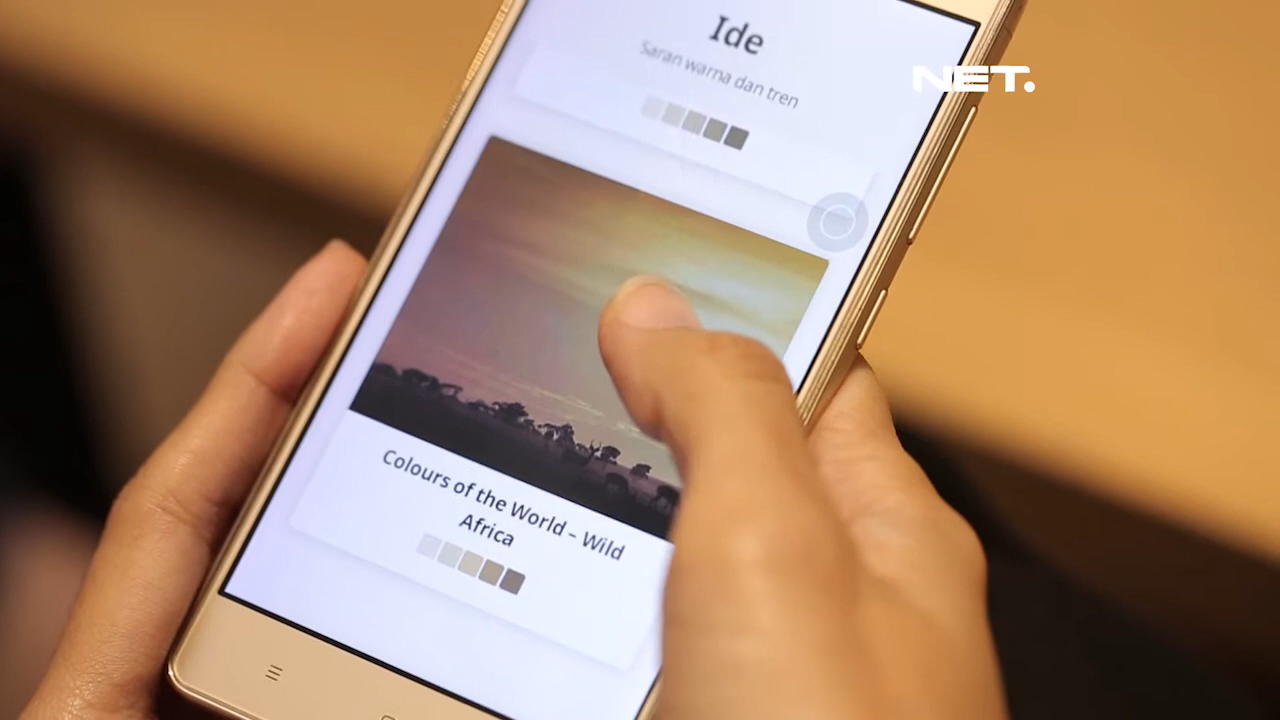 Ide
Saran warna dan tren
NET.
Colours of the World – Wild
Africa